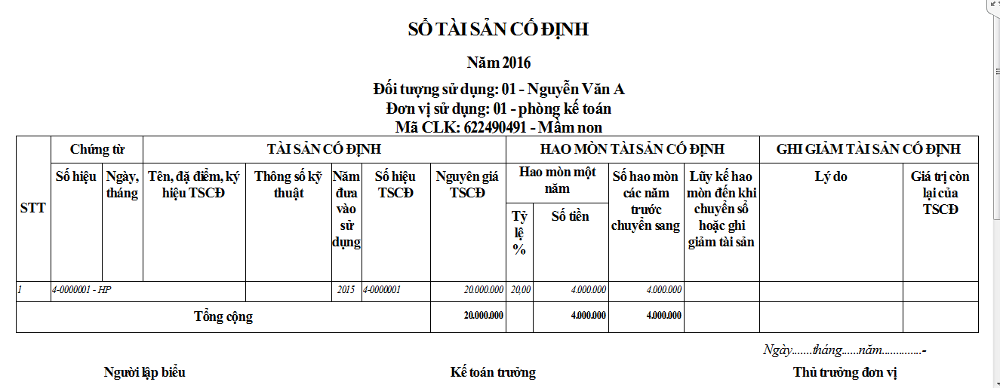 SỔ TÀI SẢN CỐ ĐỊNH
Năm 2016
Đối tượng sử dụng: 01 - Nguyễn Văn A
Đơn vị sử dụng: 01 - phòng kế toán
Mã CLK: 622490491 - Mầm non
STT
Chứng từ
TÀI SẢN CỐ ĐỊNH
HAO MÒN TÀI SẢN CỐ ĐỊNH
GHI GIẢM TÀI SẢN CỐ ĐỊNH
Số hiệu
Ngày,
tháng
Tên, đặ điểm, ký
hiệu TSCĐ
Thông số kỹ
thuật
Năm
đưa
vào
sử
dụng
Số hiệu
TSCĐ
Nguyên giá
TSCĐ
Hao mòn một
năm
Tỷ
lệ
%
Số tiền
Số hao mòn
các năm
trước
chuyển sang
Lũy kế hao
mòn đến khi
chuyển sổ
hoặc ghi
giảm tài sản
Lý do
Giá trị còn
lại của
TSCĐ
1 4-0000001 - HP 2015 4-0000001 20.000.000 20,00 4.000.000 4.000.000
Tổng cộng 20.000.000 4.000.000 4.000.000
Ngày.......tháng......năm..............-
Người lập biểu Kế toán trưởng Thủ trưởng đơn vị